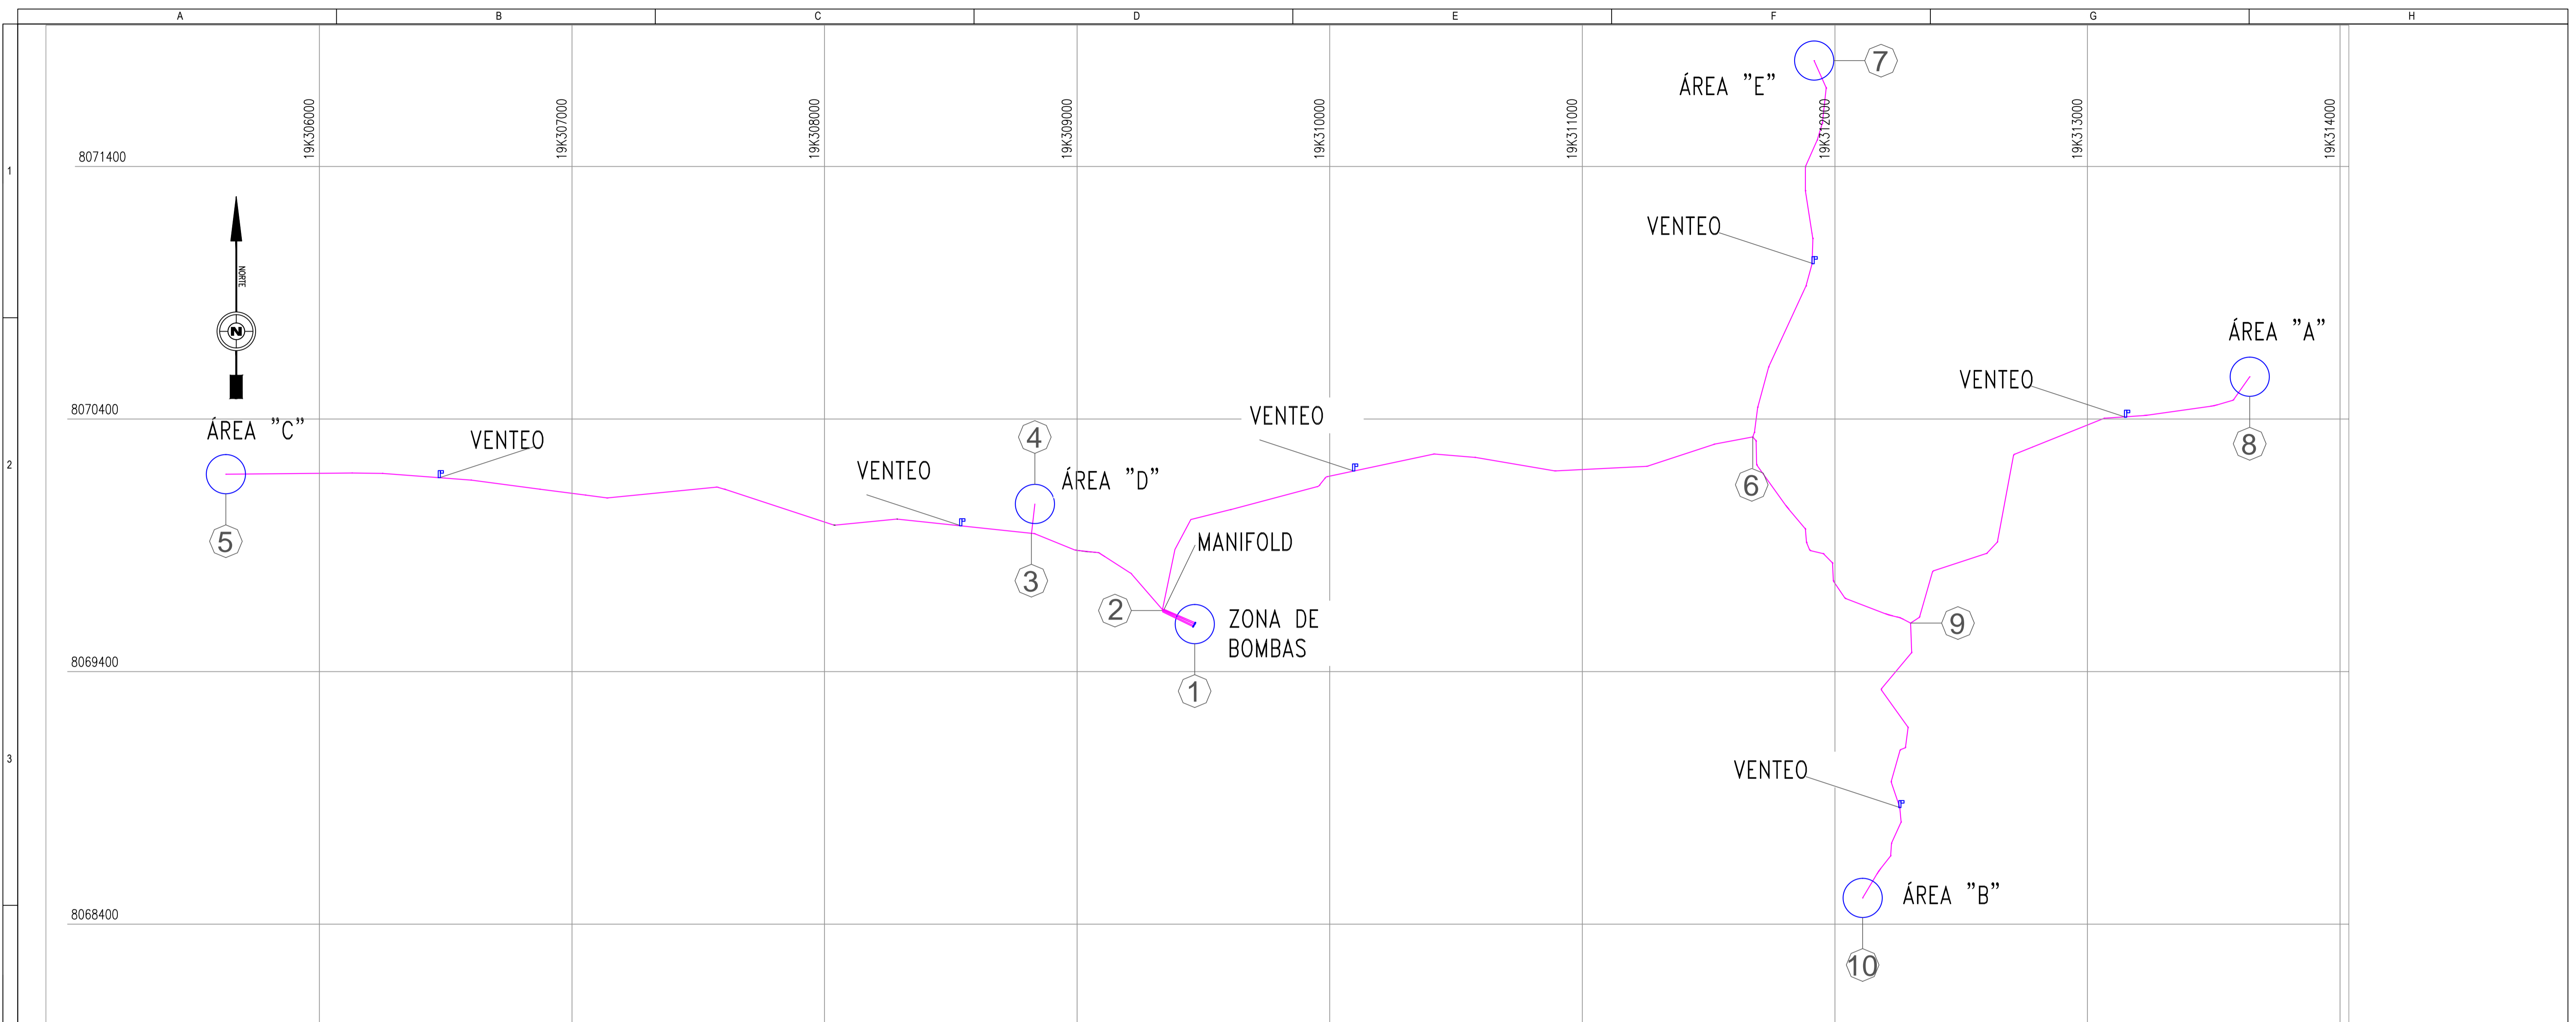 A B C D E F G H
7
ÁREA "E"
19K306000 19K307000 19K308000 19K309000 19K310000 19K311000 19K312000 19K313000 19K314000
8071400
1
VENTEO
NORTE
N
ÁREA "A"
VENTEO
8070400
VENTEO
ÁREA "C"
VENTEO
4
8
2
VENTEO
ÁREA "D"
6
5
MANIFOLD
3
2
ZONA DE
BOMBAS
9
8069400
1
3
VENTEO
ÁREA "B"
8068400
10